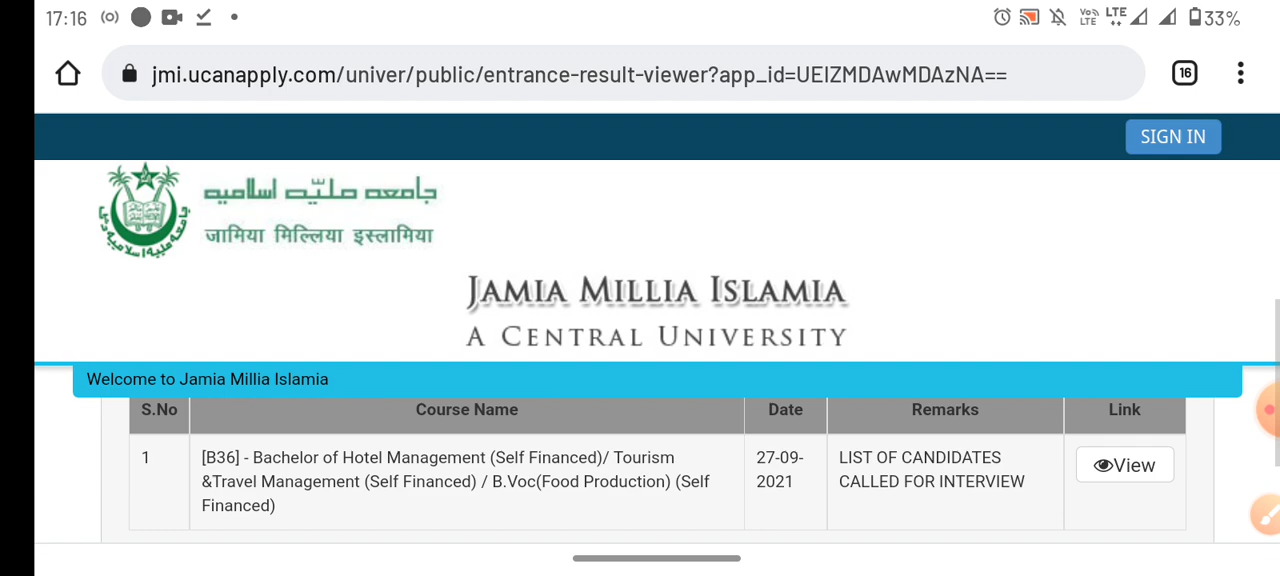 17:16
VoLTE LTE 33%
jmi.ucanapply.com/univer/public/entrance-result-viewer?app_id=UEIZMDAwMDAzNA==
16
SIGN IN
جامعہ ملیّہ اسلامیہ
जामिया मिल्लिया इस्लामिया
JAMIA MILLIA ISLAMIA
A CENTRAL UNIVERSITY
Welcome to Jamia Millia Islamia
S.No Course Name Date Remarks Link
1 [B36] - Bachelor of Hotel Management (Self Financed)/ Tourism 27-09- LIST OF CANDIDATES View
&Travel Management (Self Financed) / B.Voc(Food Production) (Self 2021 CALLED FOR INTERVIEW
Financed)